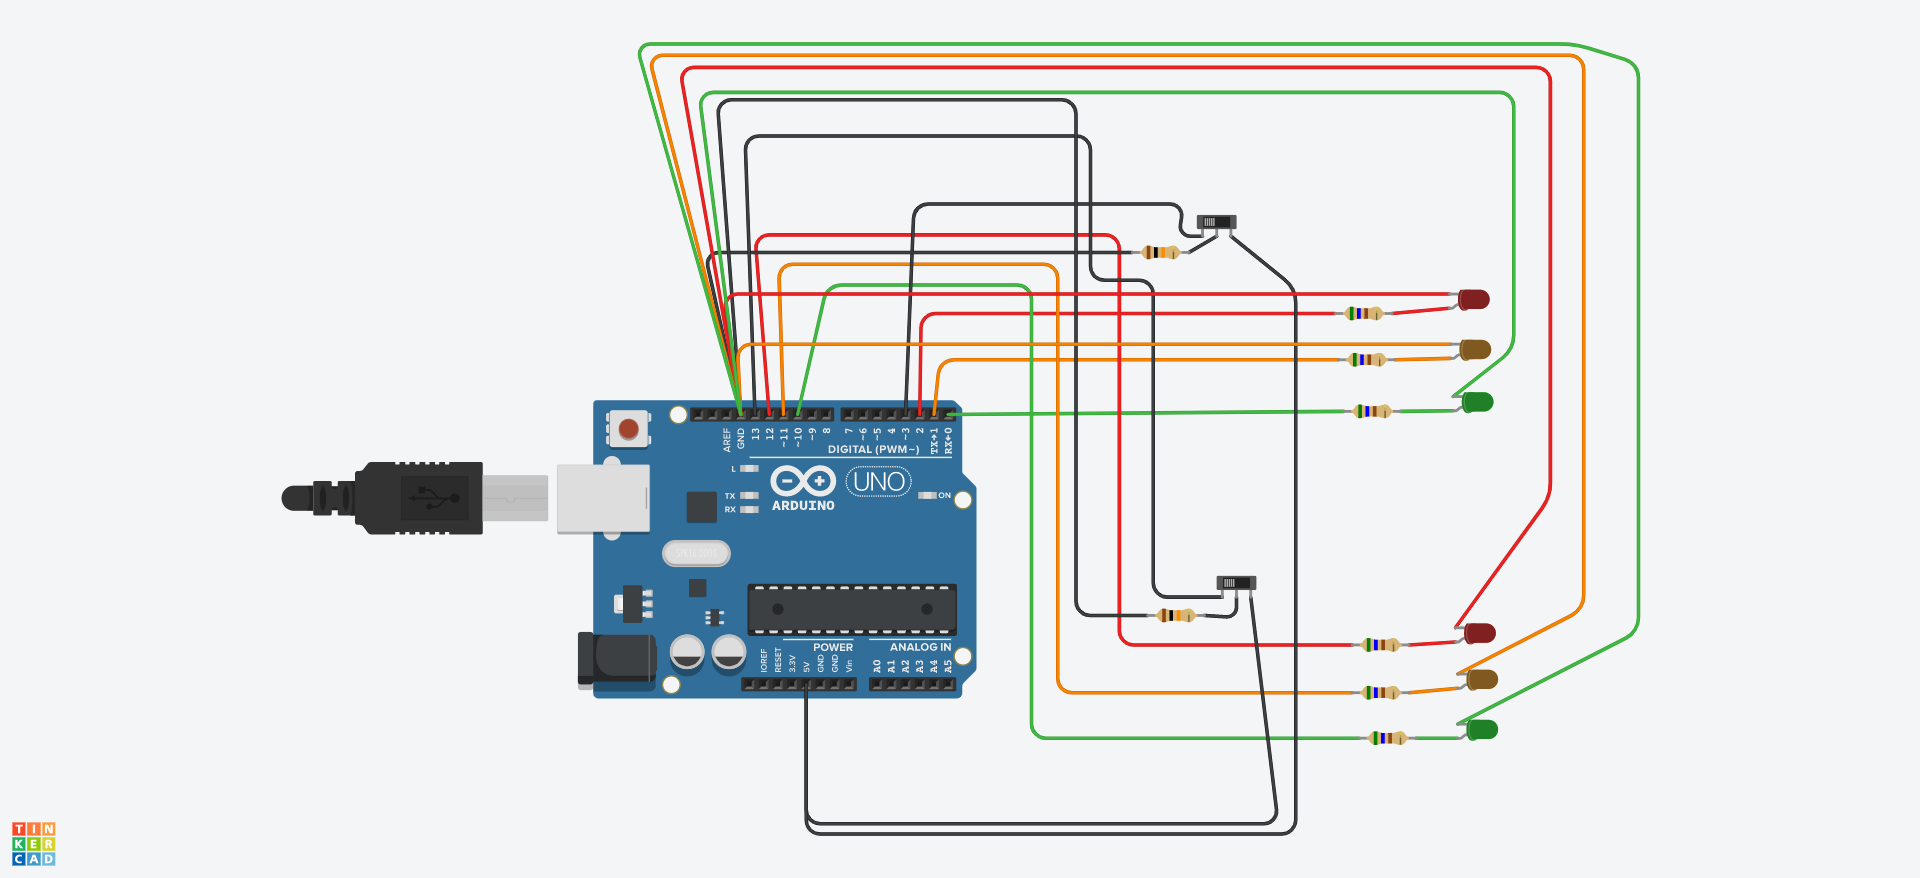 AREF
GND
13
12
~11
~10
~9
8
7
~6
~5
4
~3
2
TX→1
RX←0
DIGITAL (PWM~)
L
TX
RX
UNO
ON
ARDUINO
POWER
ANALOG IN
IOREF
RESET
3.3V
5V
GND
GND
Vin
A0
A1
A2
A3
A4
A5
TIN
KER
CAD